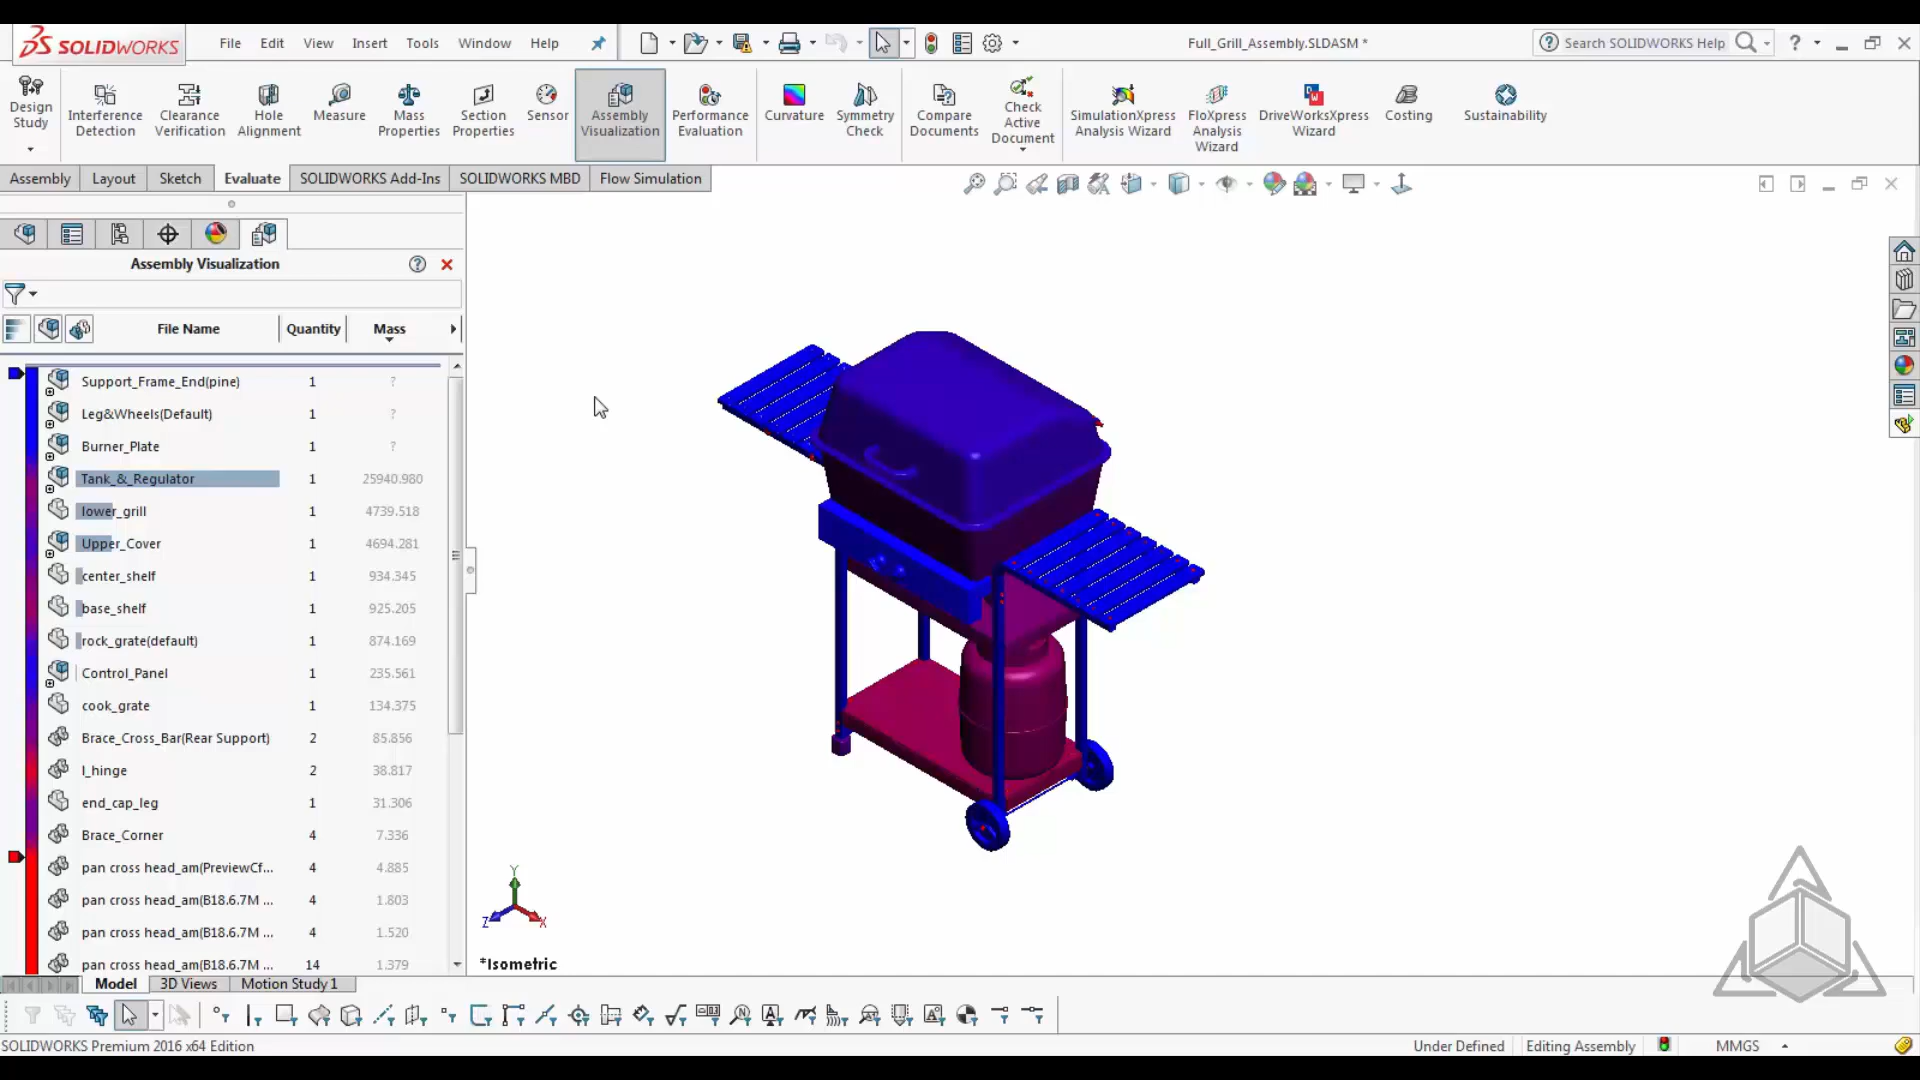 SOLIDWORKS File Edit View Insert Tools Window Help Full_Grill_Assembly.SLDASM * Search SOLIDWORKS Help ?
Design Study
Interference Detection
Clearance Verification
Hole Alignment
Measure
Mass Properties
Section Properties
Sensor
Assembly Visualization
Performance Evaluation
Curvature
Symmetry Check
Compare Documents
Check Active Document
SimulationXpress Analysis Wizard
FloXpress Analysis Wizard
DriveWorksXpress Wizard
Costing
Sustainability
Assembly Layout Sketch Evaluate SOLIDWORKS Add-Ins SOLIDWORKS MBD Flow Simulation
Assembly Visualization ?
File Name Quantity Mass
Support_Frame_End(pine) 1 ?
Leg&Wheels(Default) 1 ?
Burner_Plate 1 ?
Tank_&_Regulator 1 25940.980
lower_grill 1 4739.518
Upper_Cover 1 4694.281
center_shelf 1 934.345
base_shelf 1 925.205
rock_grate(default) 1 874.169
Control_Panel 1 235.561
cook_grate 1 134.375
Brace_Cross_Bar(Rear Support) 2 85.856
l_hinge 2 38.817
end_cap_leg 1 31.306
Brace_Corner 4 7.336
pan cross head_am(PreviewCf... 4 4.885
pan cross head_am(B18.6.7M ... 4 1.803
pan cross head_am(B18.6.7M ... 4 1.520
pan cross head_am(B18.6.7M ... 14 1.379
Y
Z X
*Isometric
Model 3D Views Motion Study 1
SOLIDWORKS Premium 2016 x64 Edition Under Defined Editing Assembly MMGS